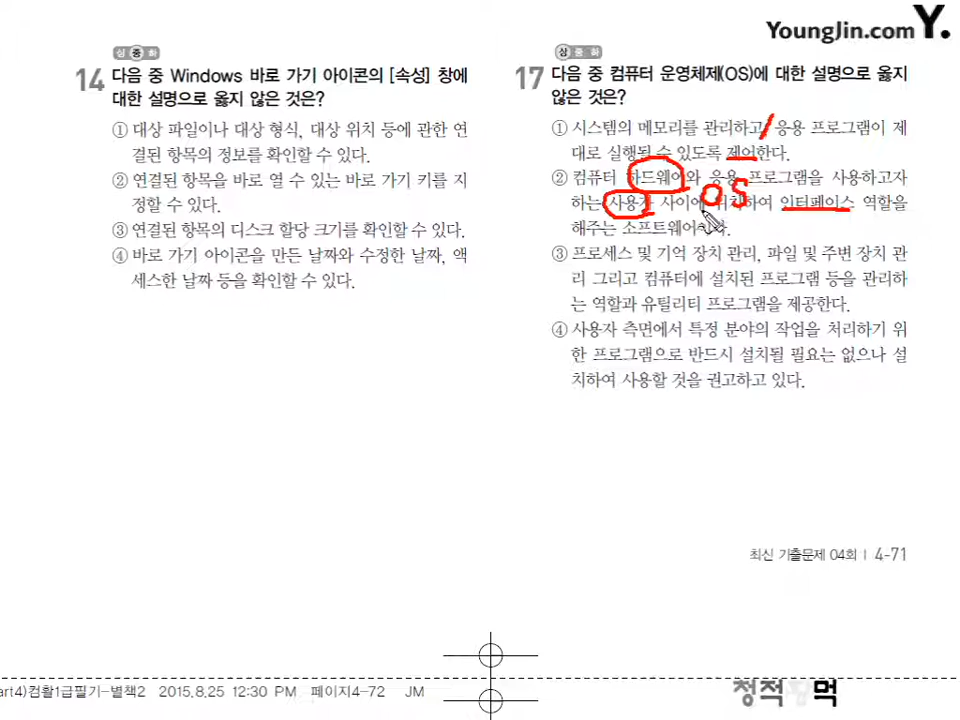 YoungJin.com Y.
상 중 하
14 다음 중 Windows 바로 가기 아이콘의 [속성] 창에
대한 설명으로 옳지 않은 것은?
① 대상 파일이나 대상 형식, 대상 위치 등에 관한 연
결된 항목의 정보를 확인할 수 있다.
② 연결된 항목을 바로 열 수 있는 바로 가기 키를 지
정할 수 있다.
③ 연결된 항목의 디스크 할당 크기를 확인할 수 있다.
④ 바로 가기 아이콘을 만든 날짜와 수정한 날짜, 액
세스한 날짜 등을 확인할 수 있다.
상 중 하
17 다음 중 컴퓨터 운영체제(OS)에 대한 설명으로 옳지
않은 것은?
① 시스템의 메모리를 관리하고/응용 프로그램이 제
대로 실행될 수 있도록 제어한다.
② 컴퓨터 하드웨어와 응용 프로그램을 사용하고자
하는 사용자 사이에 위치하여 인터페이스 역할을
OS
해주는 소프트웨어
③ 프로세스 및 기억 장치 관리, 파일 및 주변 장치 관
리 그리고 컴퓨터에 설치된 프로그램 등을 관리하
는 역할과 유틸리티 프로그램을 제공한다.
④ 사용자 측면에서 특정 분야의 작업을 처리하기 위
한 프로그램으로 반드시 설치될 필요는 없으나 설
치하여 사용할 것을 권고하고 있다.
최신 기출문제 04회 | 4-71
art4)컴활1급필기-별책2 2015.8.25 12:30 PM 페이지4-72 JM